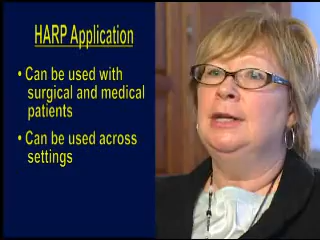 HARP Application
• Can be used with
surgical and medical
patients
• Can be used across
settings